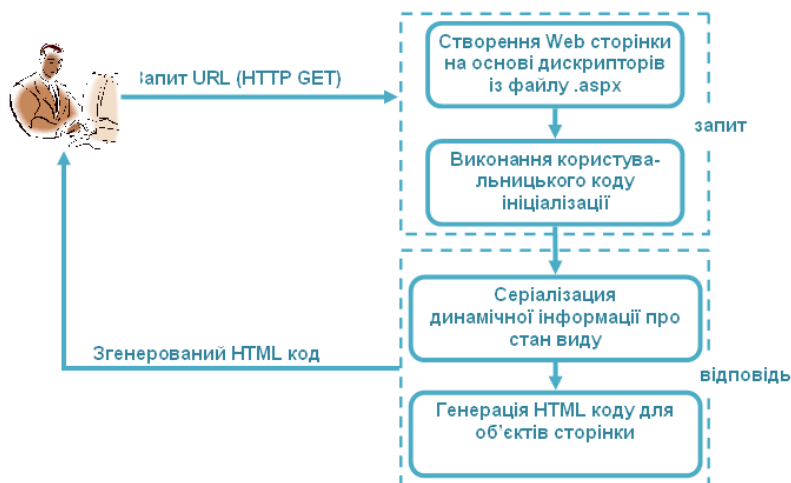 Створення Web сторінки
на основі дискрипторів
із файлу .aspx
Запит URL (HTTP GET)
запит
Виконання користува-
льницького коду
ініціалізації
Серіалізация
динамічної інформації про
стан виду
Згенерований HTML код
відповідь
Генерація HTML коду для
об’єктів сторінки